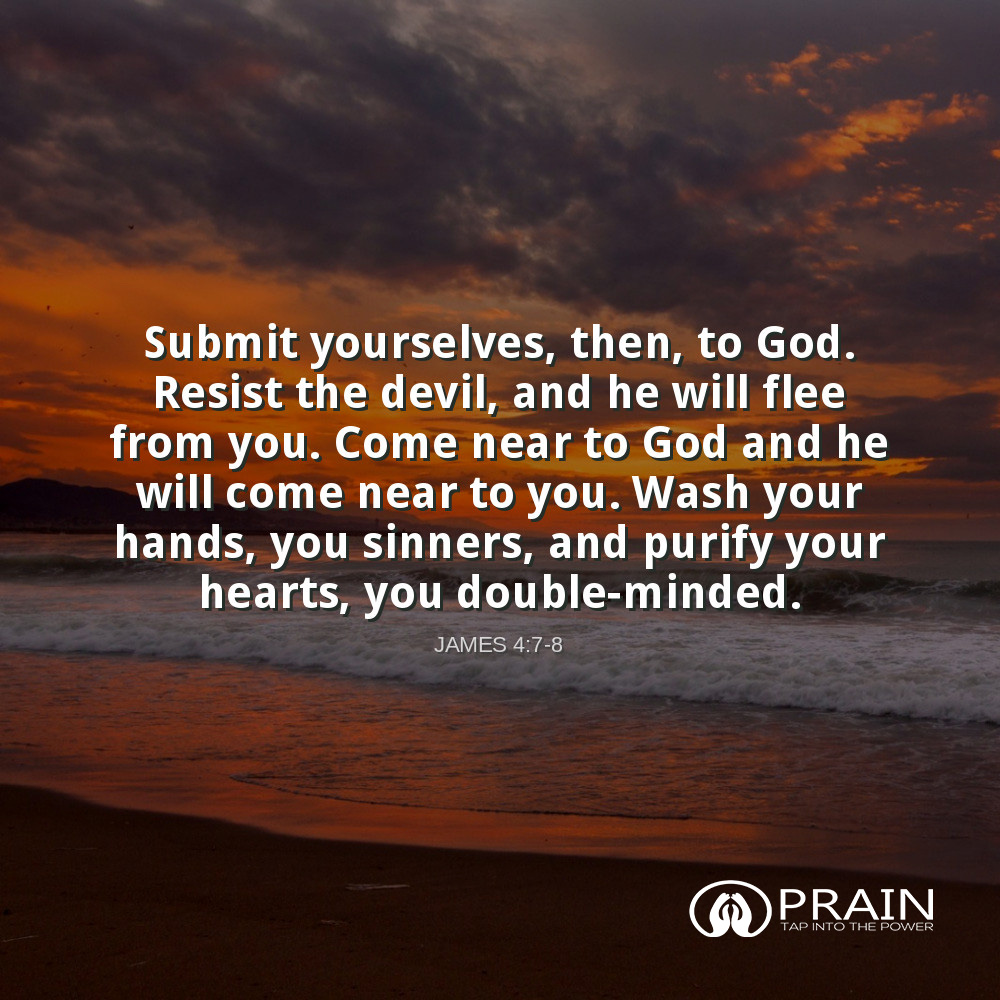 Submit yourselves, then, to God.
Resist the devil, and he will flee
from you. Come near to God and he
will come near to you. Wash your
hands, you sinners, and purify your
hearts, you double-minded.
JAMES 4:7-8
PRAIN
TAP INTO THE POWER